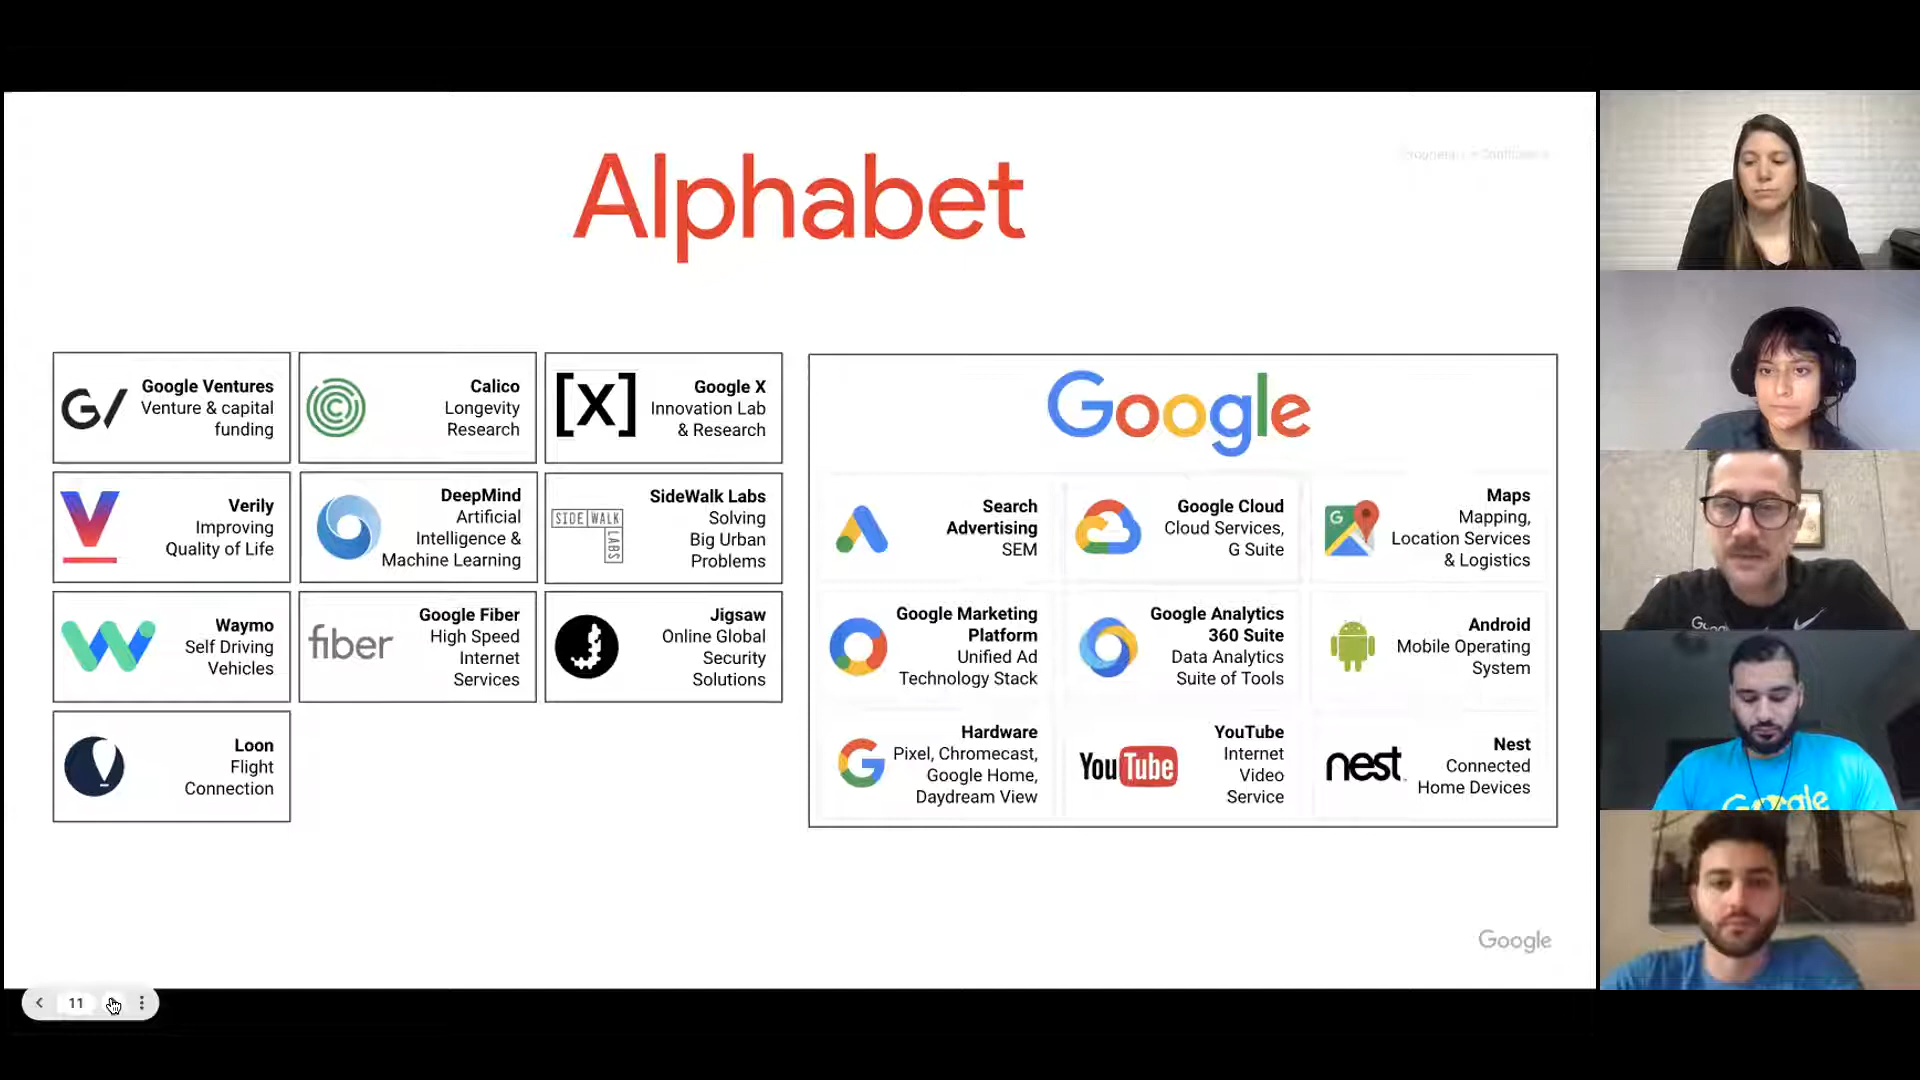 Alphabet
G/
Google Ventures
Venture & capital
funding
Calico
Longevity
Research
[X]
Google X
Innovation Lab
& Research
Verily
Improving
Quality of Life
DeepMind
Artificial
Intelligence &
Machine Learning
SIDEWALK
LABS
SideWalk Labs
Solving
Big Urban
Problems
Waymo
Self Driving
Vehicles
fiber
Google Fiber
High Speed
Internet
Services
Jigsaw
Online Global
Security
Solutions
Loon
Flight
Connection
Google
Search
Advertising
SEM
Google Cloud
Cloud Services,
G Suite
G
Maps
Mapping,
Location Services
& Logistics
Google Marketing
Platform
Unified Ad
Technology Stack
Google Analytics
360 Suite
Data Analytics
Suite of Tools
Android
Mobile Operating
System
G
Hardware
Pixel, Chromecast,
Google Home,
Daydream View
YouTube
YouTube
Internet
Video
Service
nest
Nest
Connected
Home Devices
Google
11
Google
Google